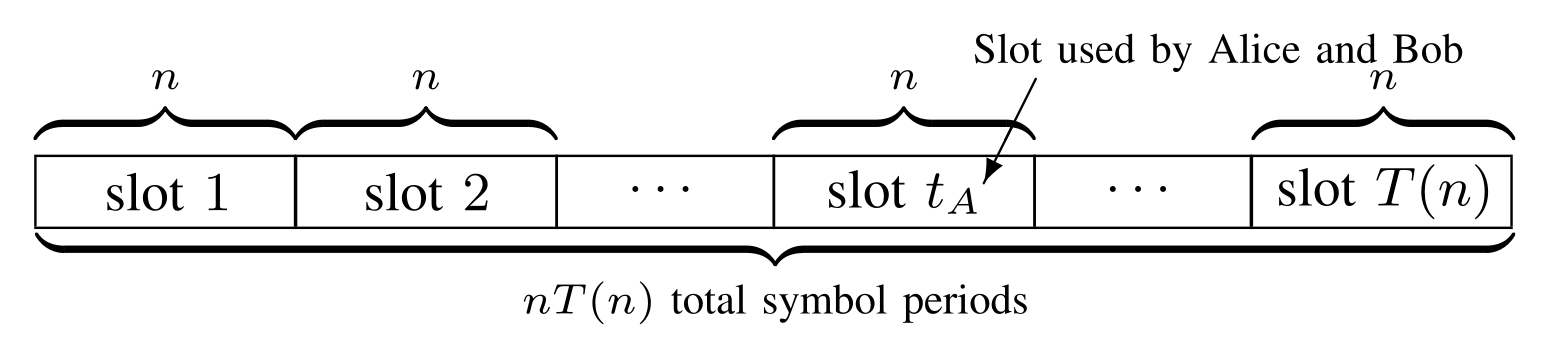 Slot used by Alice and Bob
n n n n
slot 1 slot 2 ··· slot t_A ··· slot T(n)
nT(n) total symbol periods